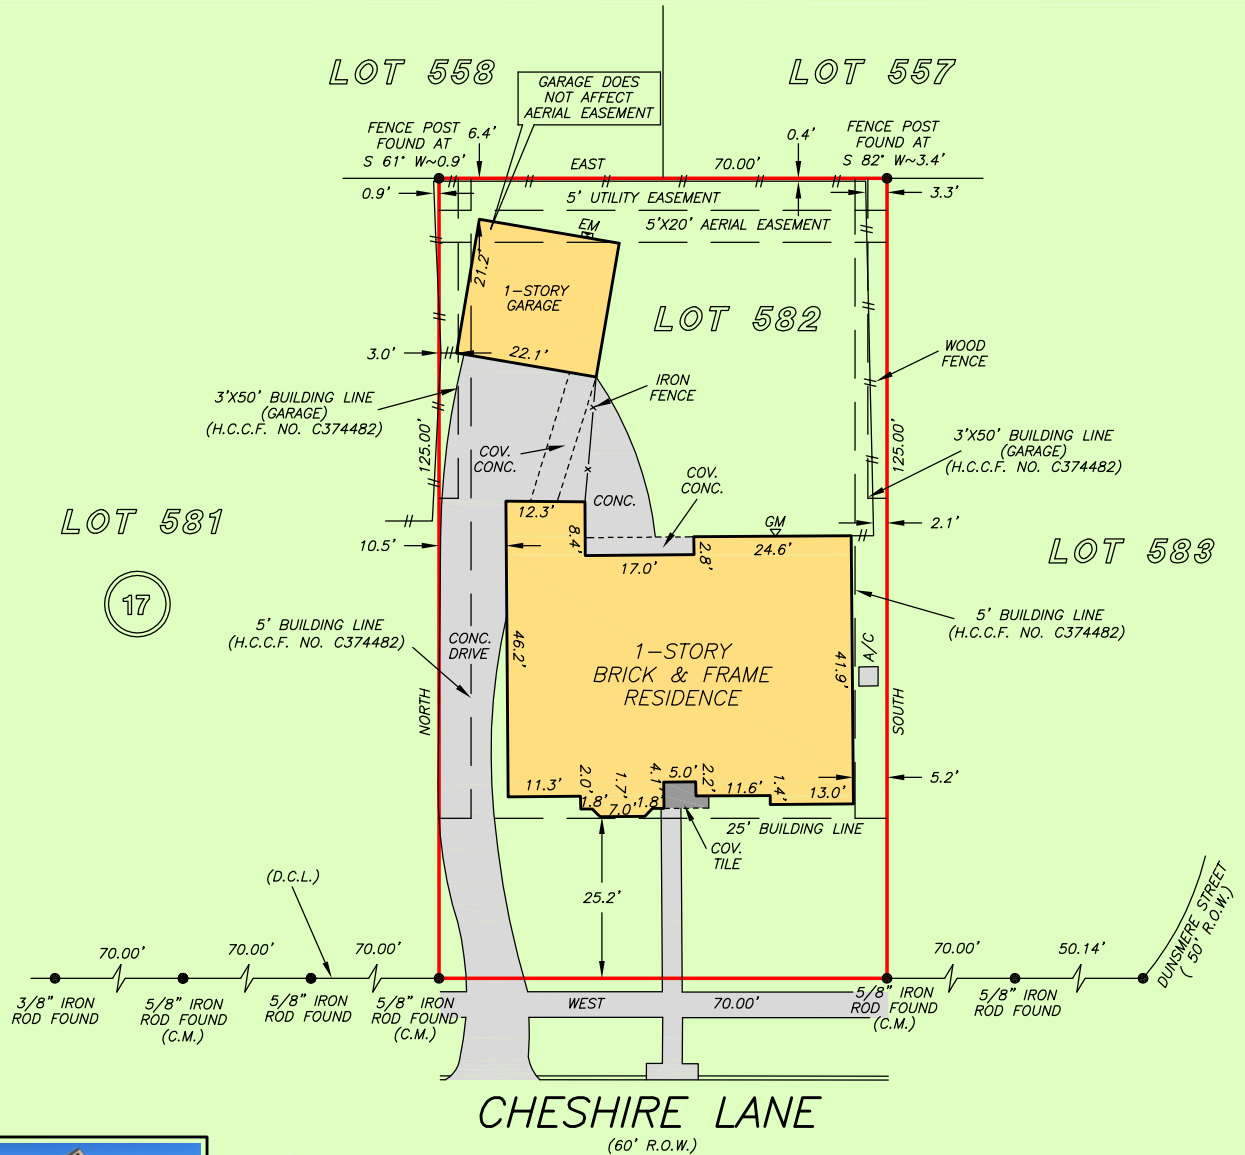 LOT 558
LOT 557
GARAGE DOES
NOT AFFECT
AERIAL EASEMENT
FENCE POST
FOUND AT
S 61° W~0.9'
6.4'
0.4'
FENCE POST
FOUND AT
S 82° W~3.4'
EAST
70.00'
0.9'
3.3'
5' UTILITY EASEMENT
5'X20' AERIAL EASEMENT
EM
21.2'
1-STORY
GARAGE
LOT 582
3.0'
22.1'
WOOD
FENCE
IRON
FENCE
3'X50' BUILDING LINE
(GARAGE)
(H.C.C.F. NO. C374482)
125.00'
125.00'
3'X50' BUILDING LINE
(GARAGE)
(H.C.C.F. NO. C374482)
COV.
CONC.
COV.
CONC.
CONC.
LOT 581
12.3'
8.4'
GM
2.1'
10.5'
17.0'
2.8'
24.6'
LOT 583
17
5' BUILDING LINE
(H.C.C.F. NO. C374482)
CONC.
DRIVE
46.2'
1-STORY
BRICK & FRAME
RESIDENCE
41.9'
A/C
5' BUILDING LINE
(H.C.C.F. NO. C374482)
NORTH
SOUTH
11.3'
2.0'
1.8'
1.7'
7.0'
1.8'
4.1'
5.0'
2.2'
11.6'
1.4'
13.0'
5.2'
25' BUILDING LINE
COV.
TILE
25.2'
(D.C.L.)
DUNSMERE STREET
( 50' R.O.W.)
70.00'
70.00'
70.00'
70.00'
50.14'
3/8" IRON
ROD FOUND
5/8" IRON
ROD FOUND
(C.M.)
5/8" IRON
ROD FOUND
5/8" IRON
ROD FOUND
(C.M.)
WEST
70.00'
5/8" IRON
ROD FOUND
(C.M.)
5/8" IRON
ROD FOUND
CHESHIRE LANE
(60' R.O.W.)